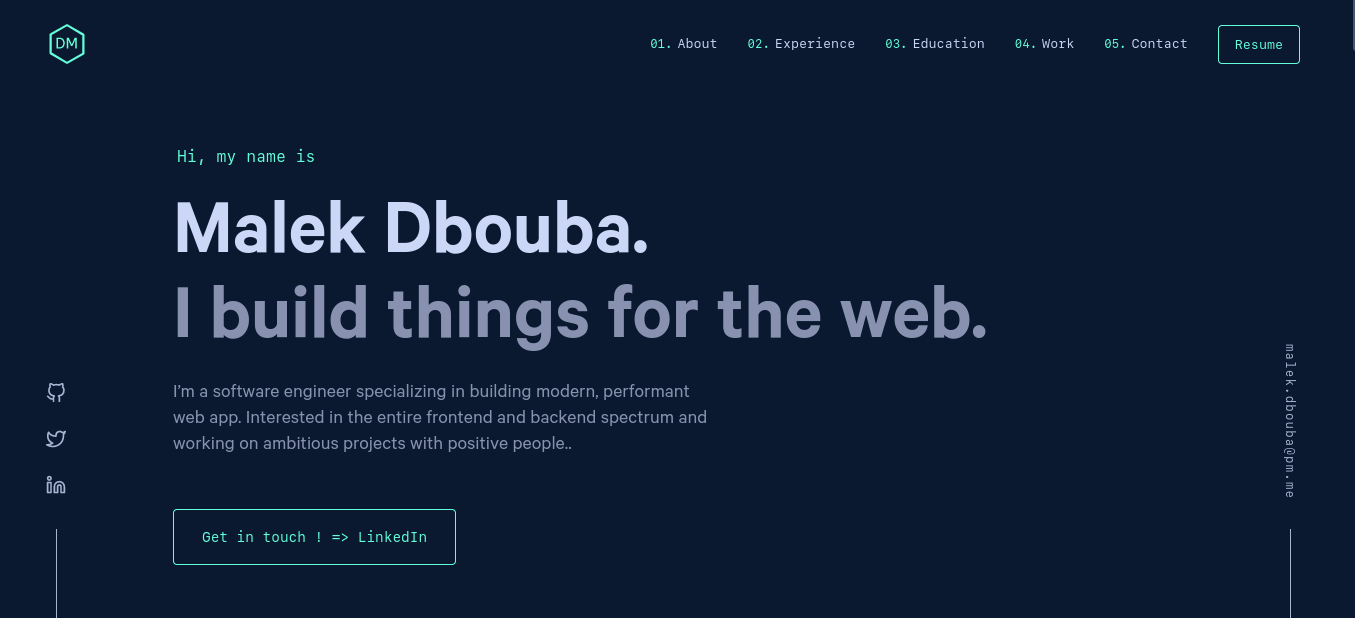 DM
01. About 02. Experience 03. Education 04. Work 05. Contact Resume
Hi, my name is
Malek Dbouba.
I build things for the web.
I’m a software engineer specializing in building modern, performant
web app. Interested in the entire frontend and backend spectrum and
working on ambitious projects with positive people..
Get in touch ! => LinkedIn
malek.dbouba@pm.me